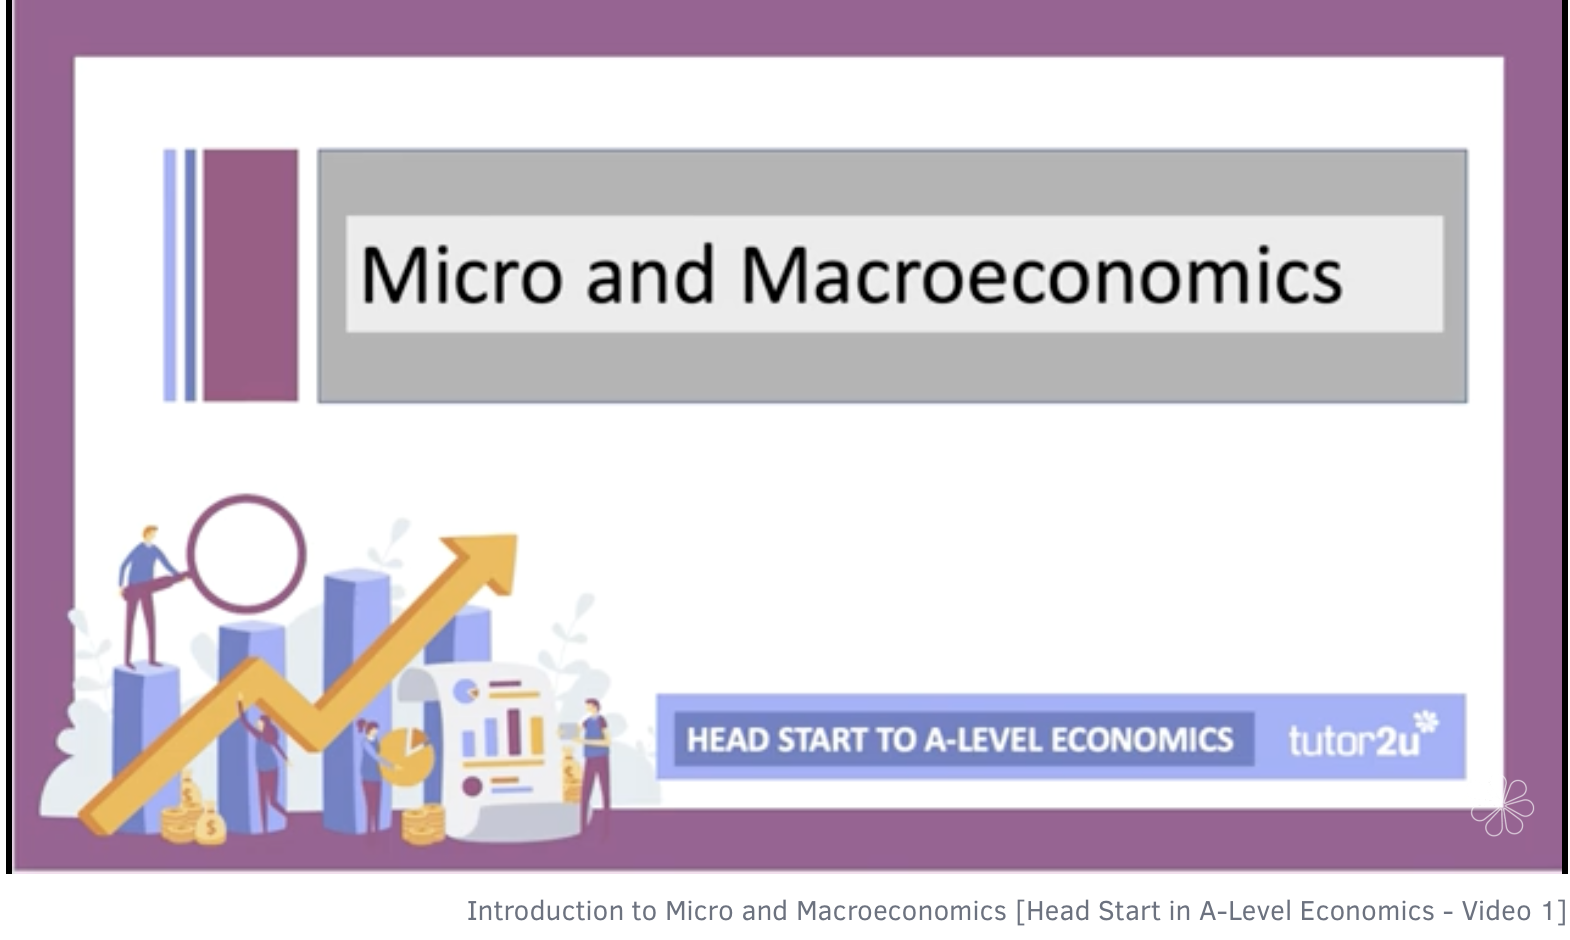 Micro and Macroeconomics
HEAD START TO A-LEVEL ECONOMICS
tutor2u
$
$
$
Introduction to Micro and Macroeconomics [Head Start in A-Level Economics - Video 1]